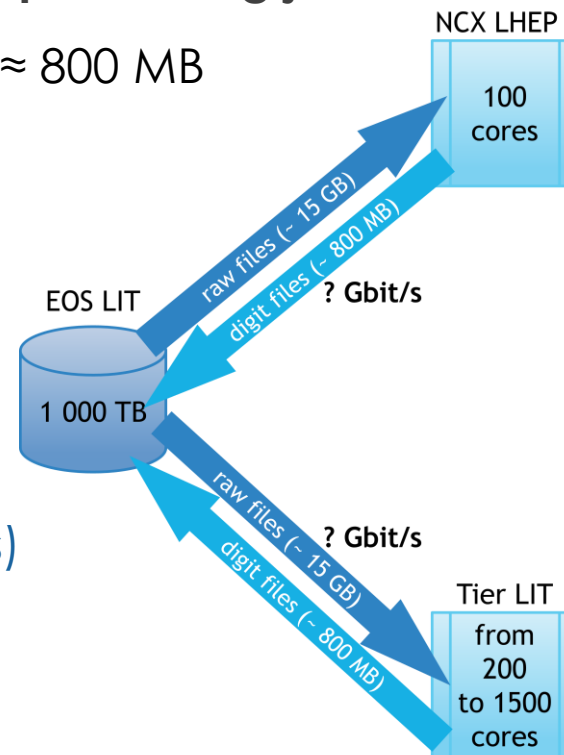 ≈ 800 MB
NCX LHEP
100
cores
raw files (~ 15 GB)
digit files (~ 800 MB)
? Gbit/s
EOS LIT
1 000 TB
raw files (~ 15 GB)
? Gbit/s
digit files (~ 800 MB)
s)
Tier LIT
from
200
to 1500
cores